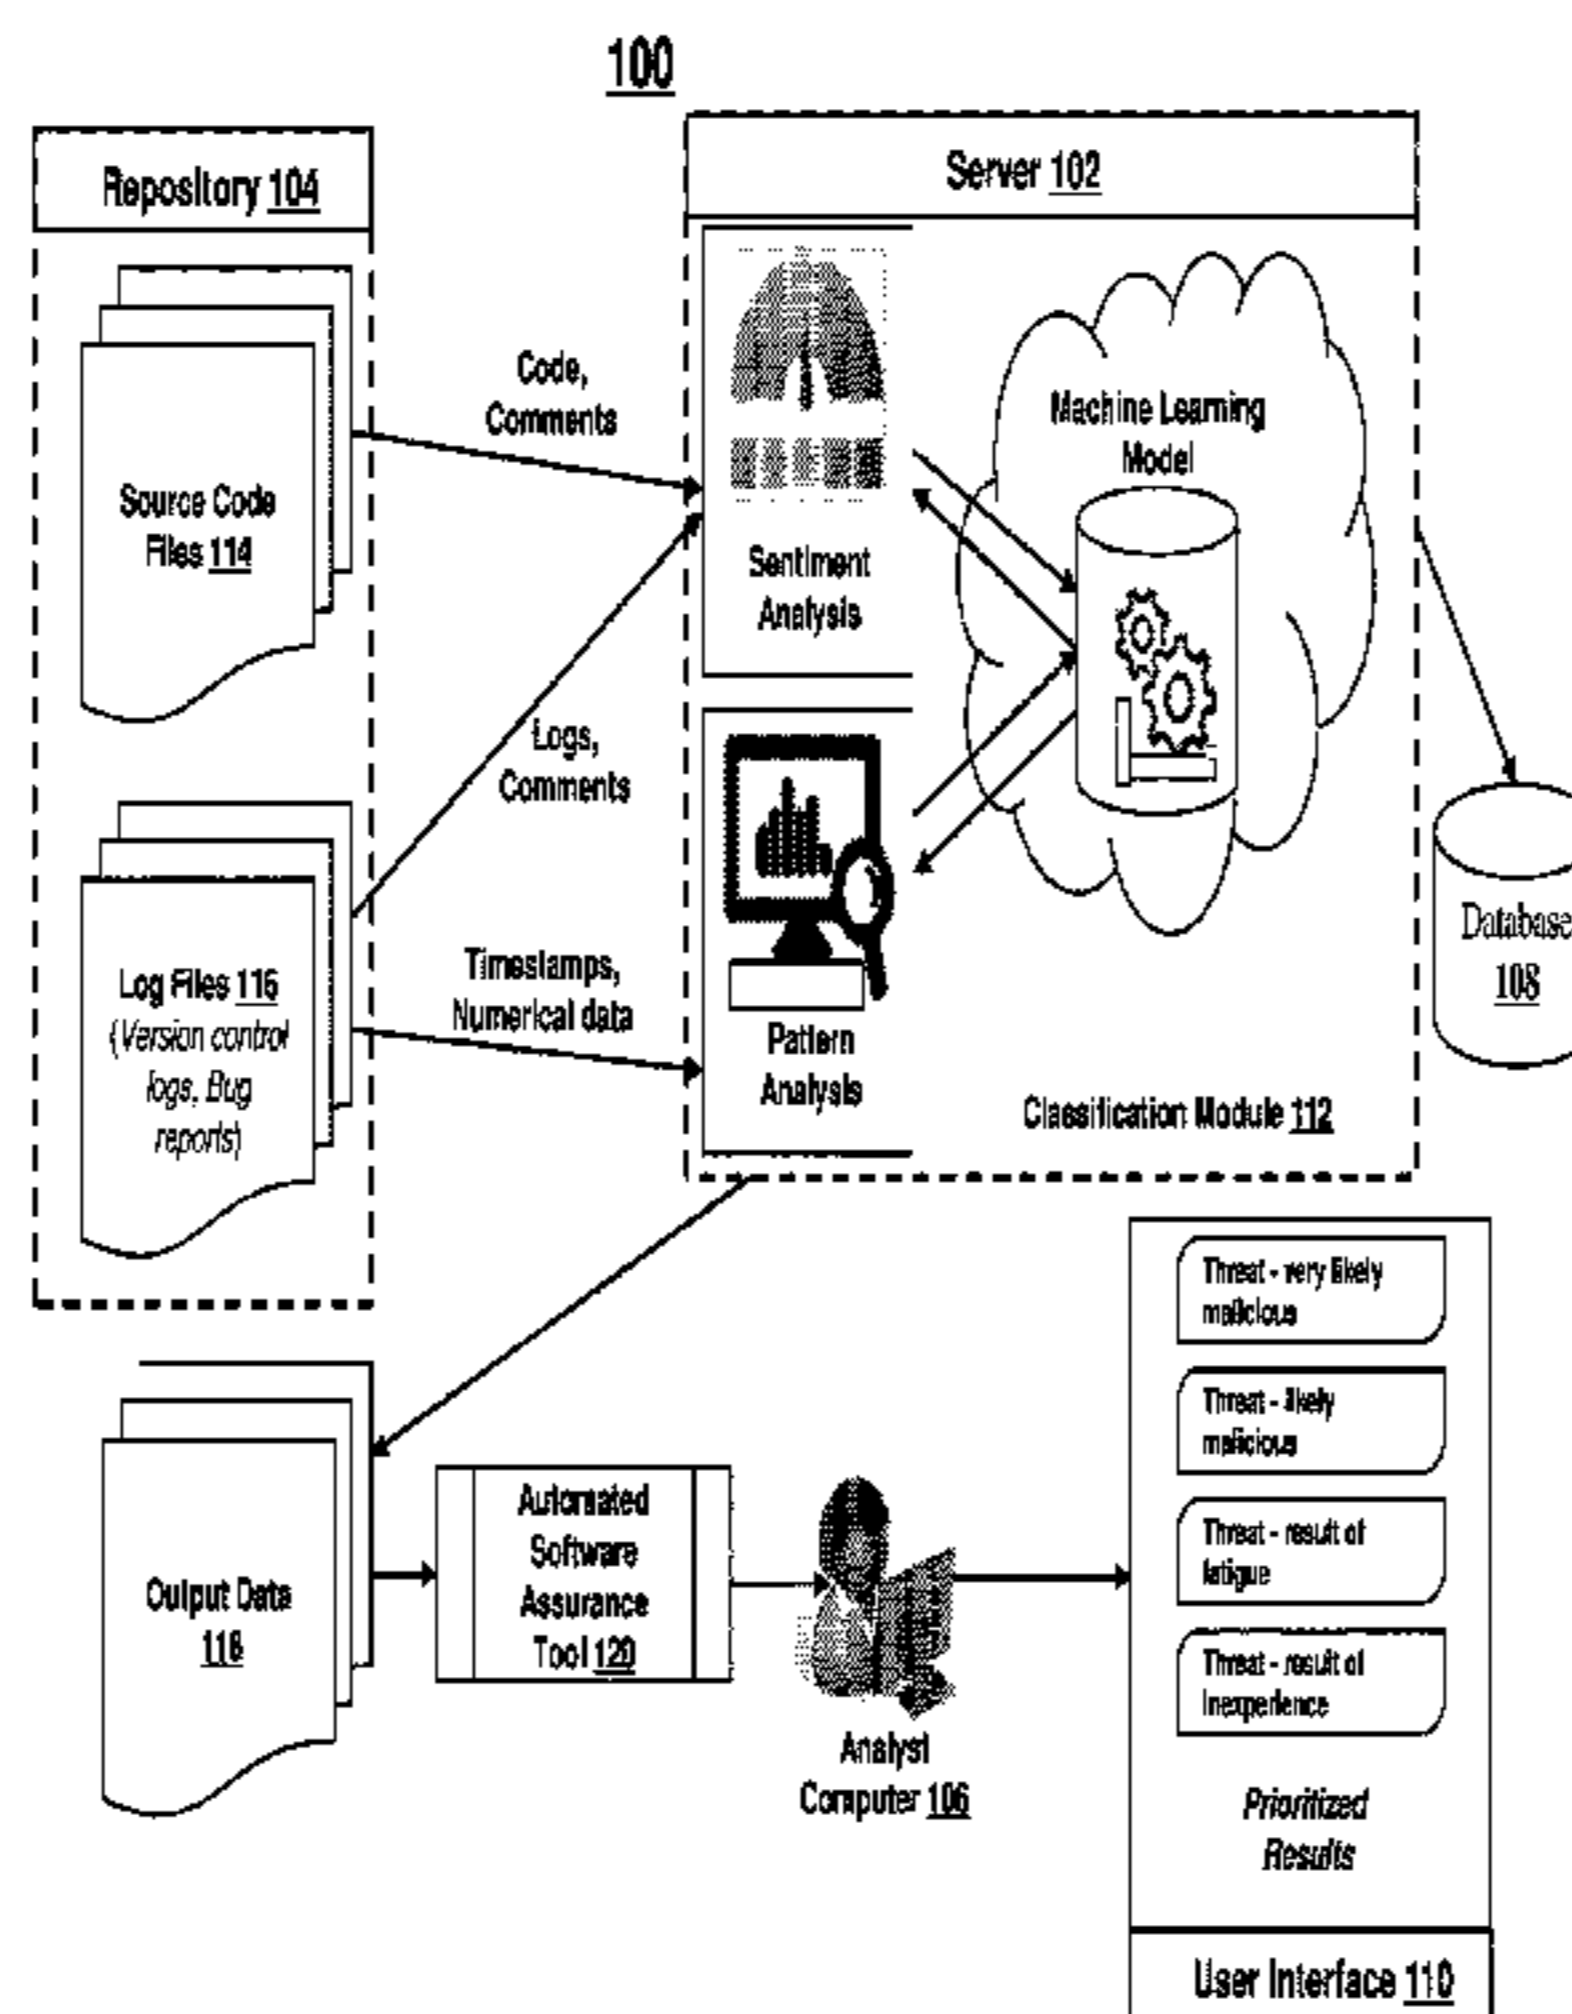 100
Repository 104
Server 102
Code,
Comments
Source Code
Files 114
Sentiment
Analysis
Machine Learning
Model
Logs,
Comments
Log Files 116
(Version control
logs, Bug
reports)
Timestamps,
Numerical data
Pattern
Analysis
Classification Module 112
Database
108
Output Data
118
Automated
Software
Assurance
Tool 120
Analyst
Computer 106
Threat - very likely
malicious
Threat - likely
malicious
Threat - result of
fatigue
Threat - result of
Inexperience
Prioritized
Results
User Interface 110